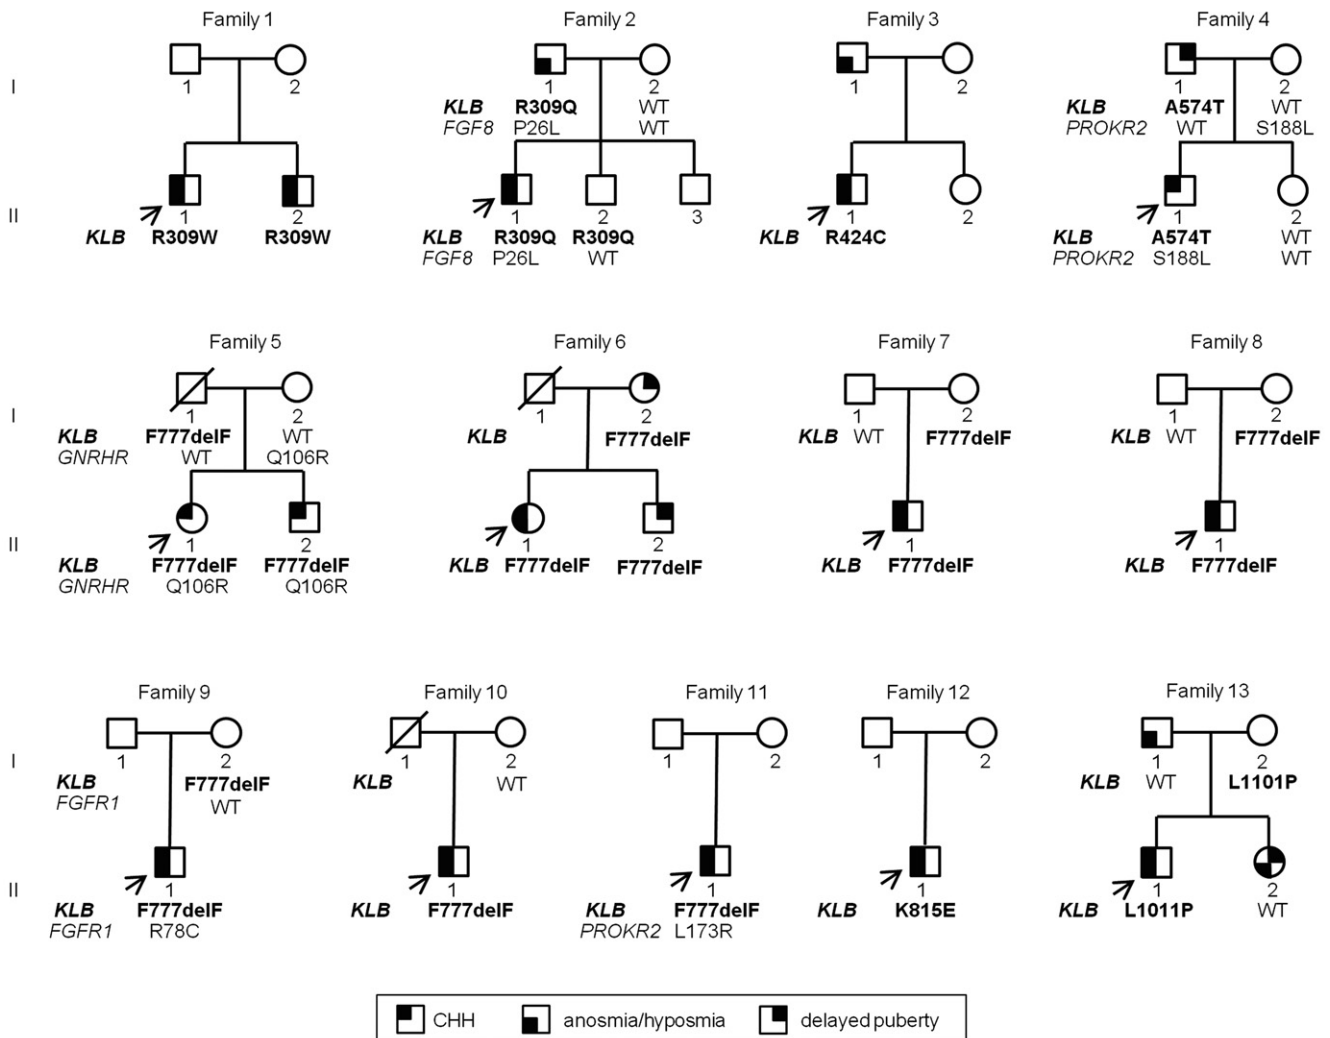 Family 1 Family 2 Family 3 Family 4
I
1 2 1 2 1 2 1 2
KLB R309Q WT KLB A574T WT
FGF8 P26L WT PROKR2 WT S188L
II
1 2 1 2 3 1 2 1 2
KLB R309W R309W KLB R309Q R309Q KLB R424C KLB A574T WT
FGF8 P26L WT PROKR2 S188L WT
Family 5 Family 6 Family 7 Family 8
I
1 2 1 2 1 2 1 2
KLB F777delF WT KLB F777delF KLB WT F777delF KLB WT F777delF
GNRHR WT Q106R
II
1 2 1 2 1 1
KLB F777delF F777delF KLB F777delF F777delF KLB F777delF KLB F777delF
GNRHR Q106R Q106R
Family 9 Family 10 Family 11 Family 12 Family 13
I
1 2 1 2 1 2 1 2 1 2
KLB F777delF KLB WT KLB WT L1101P
FGFR1 WT
II
1 1 1 1 1 2
KLB F777delF KLB F777delF KLB F777delF KLB K815E KLB L1011P WT
FGFR1 R78C PROKR2 L173R
CHH anosmia/hyposmia delayed puberty